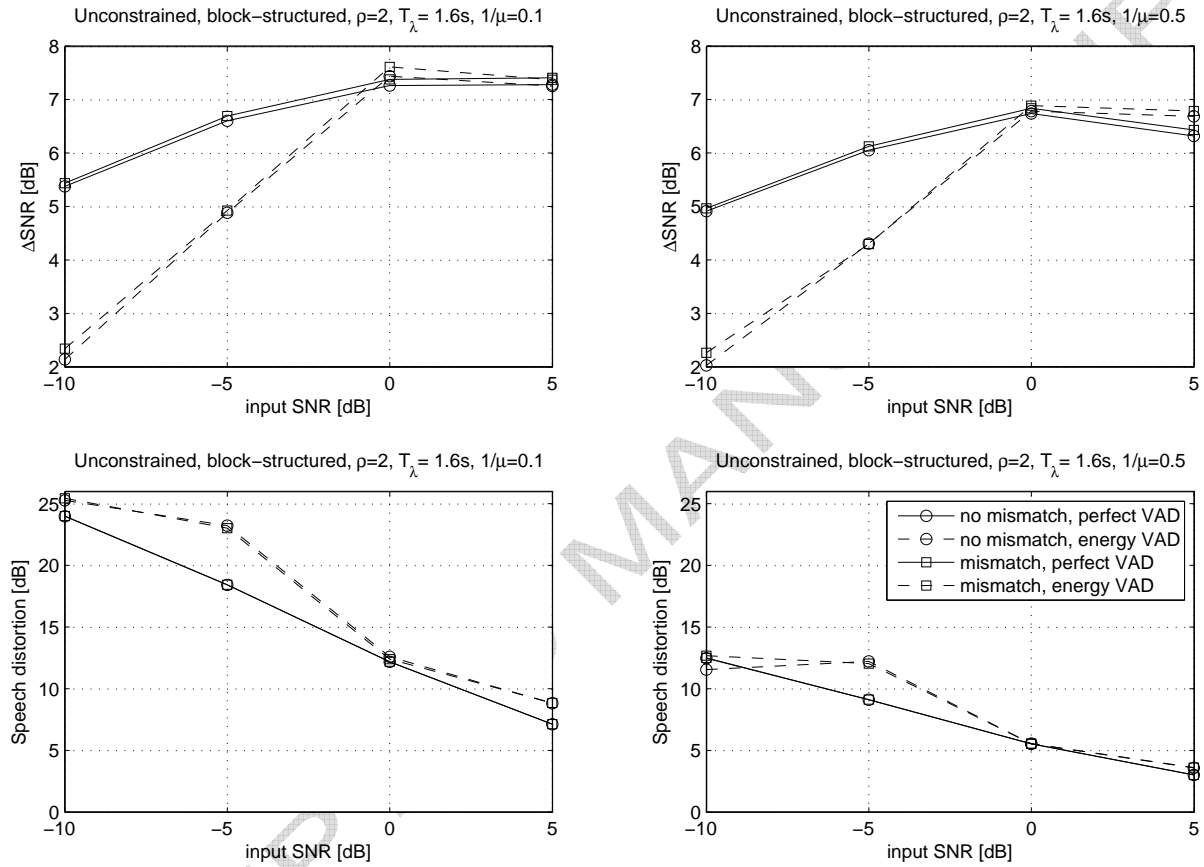 Unconstrained, block−structured, ρ=2, Tλ= 1.6s, 1/μ=0.1
8
7
6
5
4
3
2
ΔSNR [dB]
−10
−5
0
5
input SNR [dB]
Unconstrained, block−structured, ρ=2, Tλ= 1.6s, 1/μ=0.5
8
7
6
5
4
3
2
ΔSNR [dB]
−10
−5
0
5
input SNR [dB]
Unconstrained, block−structured, ρ=2, Tλ= 1.6s, 1/μ=0.1
25
20
15
10
5
0
Speech distortion [dB]
−10
−5
0
5
input SNR [dB]
Unconstrained, block−structured, ρ=2, Tλ= 1.6s, 1/μ=0.5
25
20
15
10
5
0
Speech distortion [dB]
no mismatch, perfect VAD
no mismatch, energy VAD
mismatch, perfect VAD
mismatch, energy VAD
−10
−5
0
5
input SNR [dB]